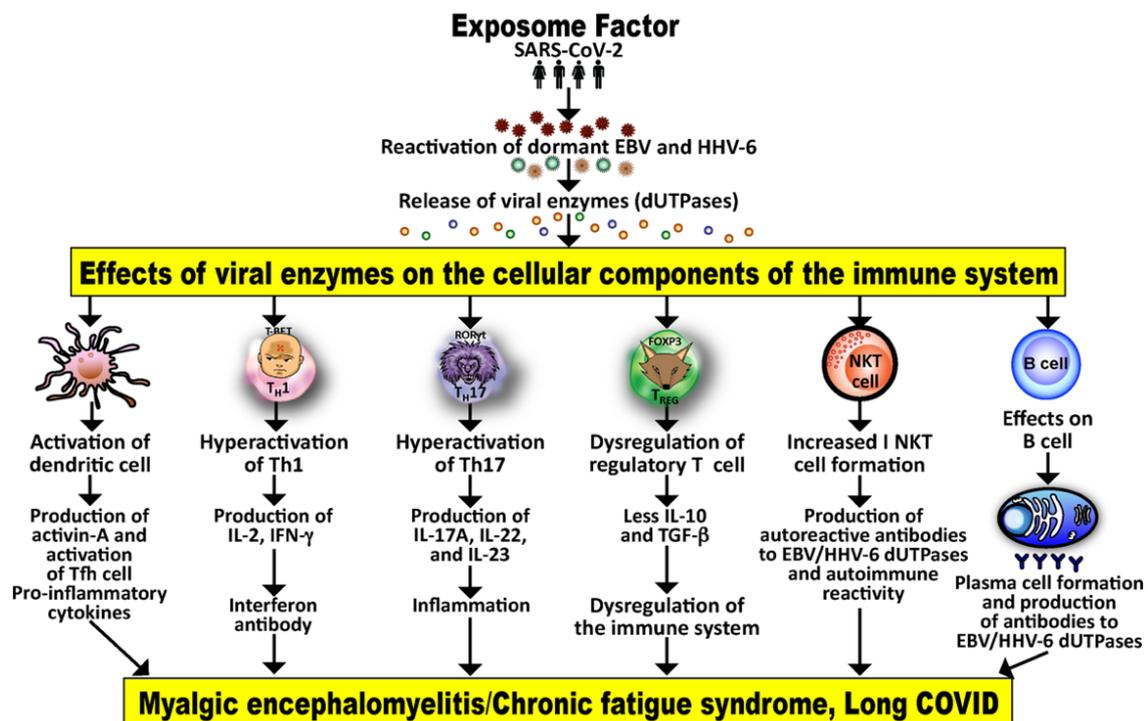 Exposome Factor
SARS-CoV-2
Reactivation of dormant EBV and HHV-6
Release of viral enzymes (dUTPases)
Effects of viral enzymes on the cellular components of the immune system
T-BET
TH1
RORγt
TH17
FOXP3
TREG
NKT
cell
B cell
Activation of
dendritic cell
Hyperactivation
of Th1
Hyperactivation
of Th17
Dysregulation of
regulatory T cell
Increased I NKT
cell formation
Effects on
B cell
Production of
activin-A and
activation
of Tfh cell
Pro-inflammatory
cytokines
Production of
IL-2, IFN-γ
Production of
IL-17A, IL-22,
and IL-23
Less IL-10
and TGF-β
Production of
autoreactive antibodies
to EBV/HHV-6 dUTPases
and autoimmune
reactivity
Interferon
antibody
Inflammation
Dysregulation of
the immune system
Plasma cell formation
and production
of antibodies to
EBV/HHV-6 dUTPases
Myalgic encephalomyelitis/Chronic fatigue syndrome, Long COVID